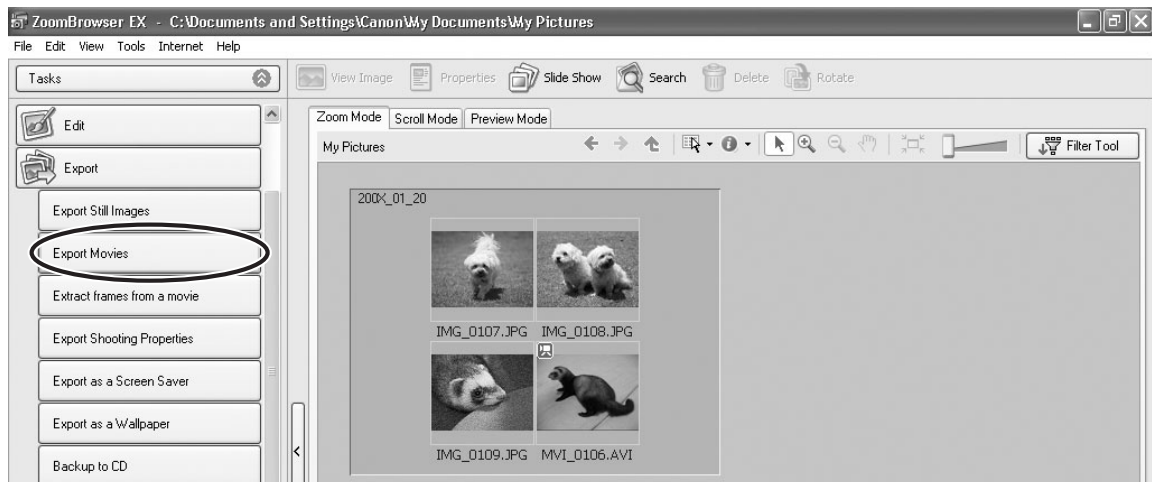 ZoomBrowser EX - C:\Documents and Settings\Canon\My Documents\My Pictures
File Edit View Tools Internet Help
Tasks
View Image Properties Slide Show Search Delete Rotate
Edit
Export
Export Still Images
Export Movies
Extract frames from a movie
Export Shooting Properties
Export as a Screen Saver
Export as a Wallpaper
Backup to CD
Zoom Mode Scroll Mode Preview Mode
My Pictures
Filter Tool
200X_01_20
IMG_0107.JPG IMG_0108.JPG
IMG_0109.JPG MVI_0106.AVI